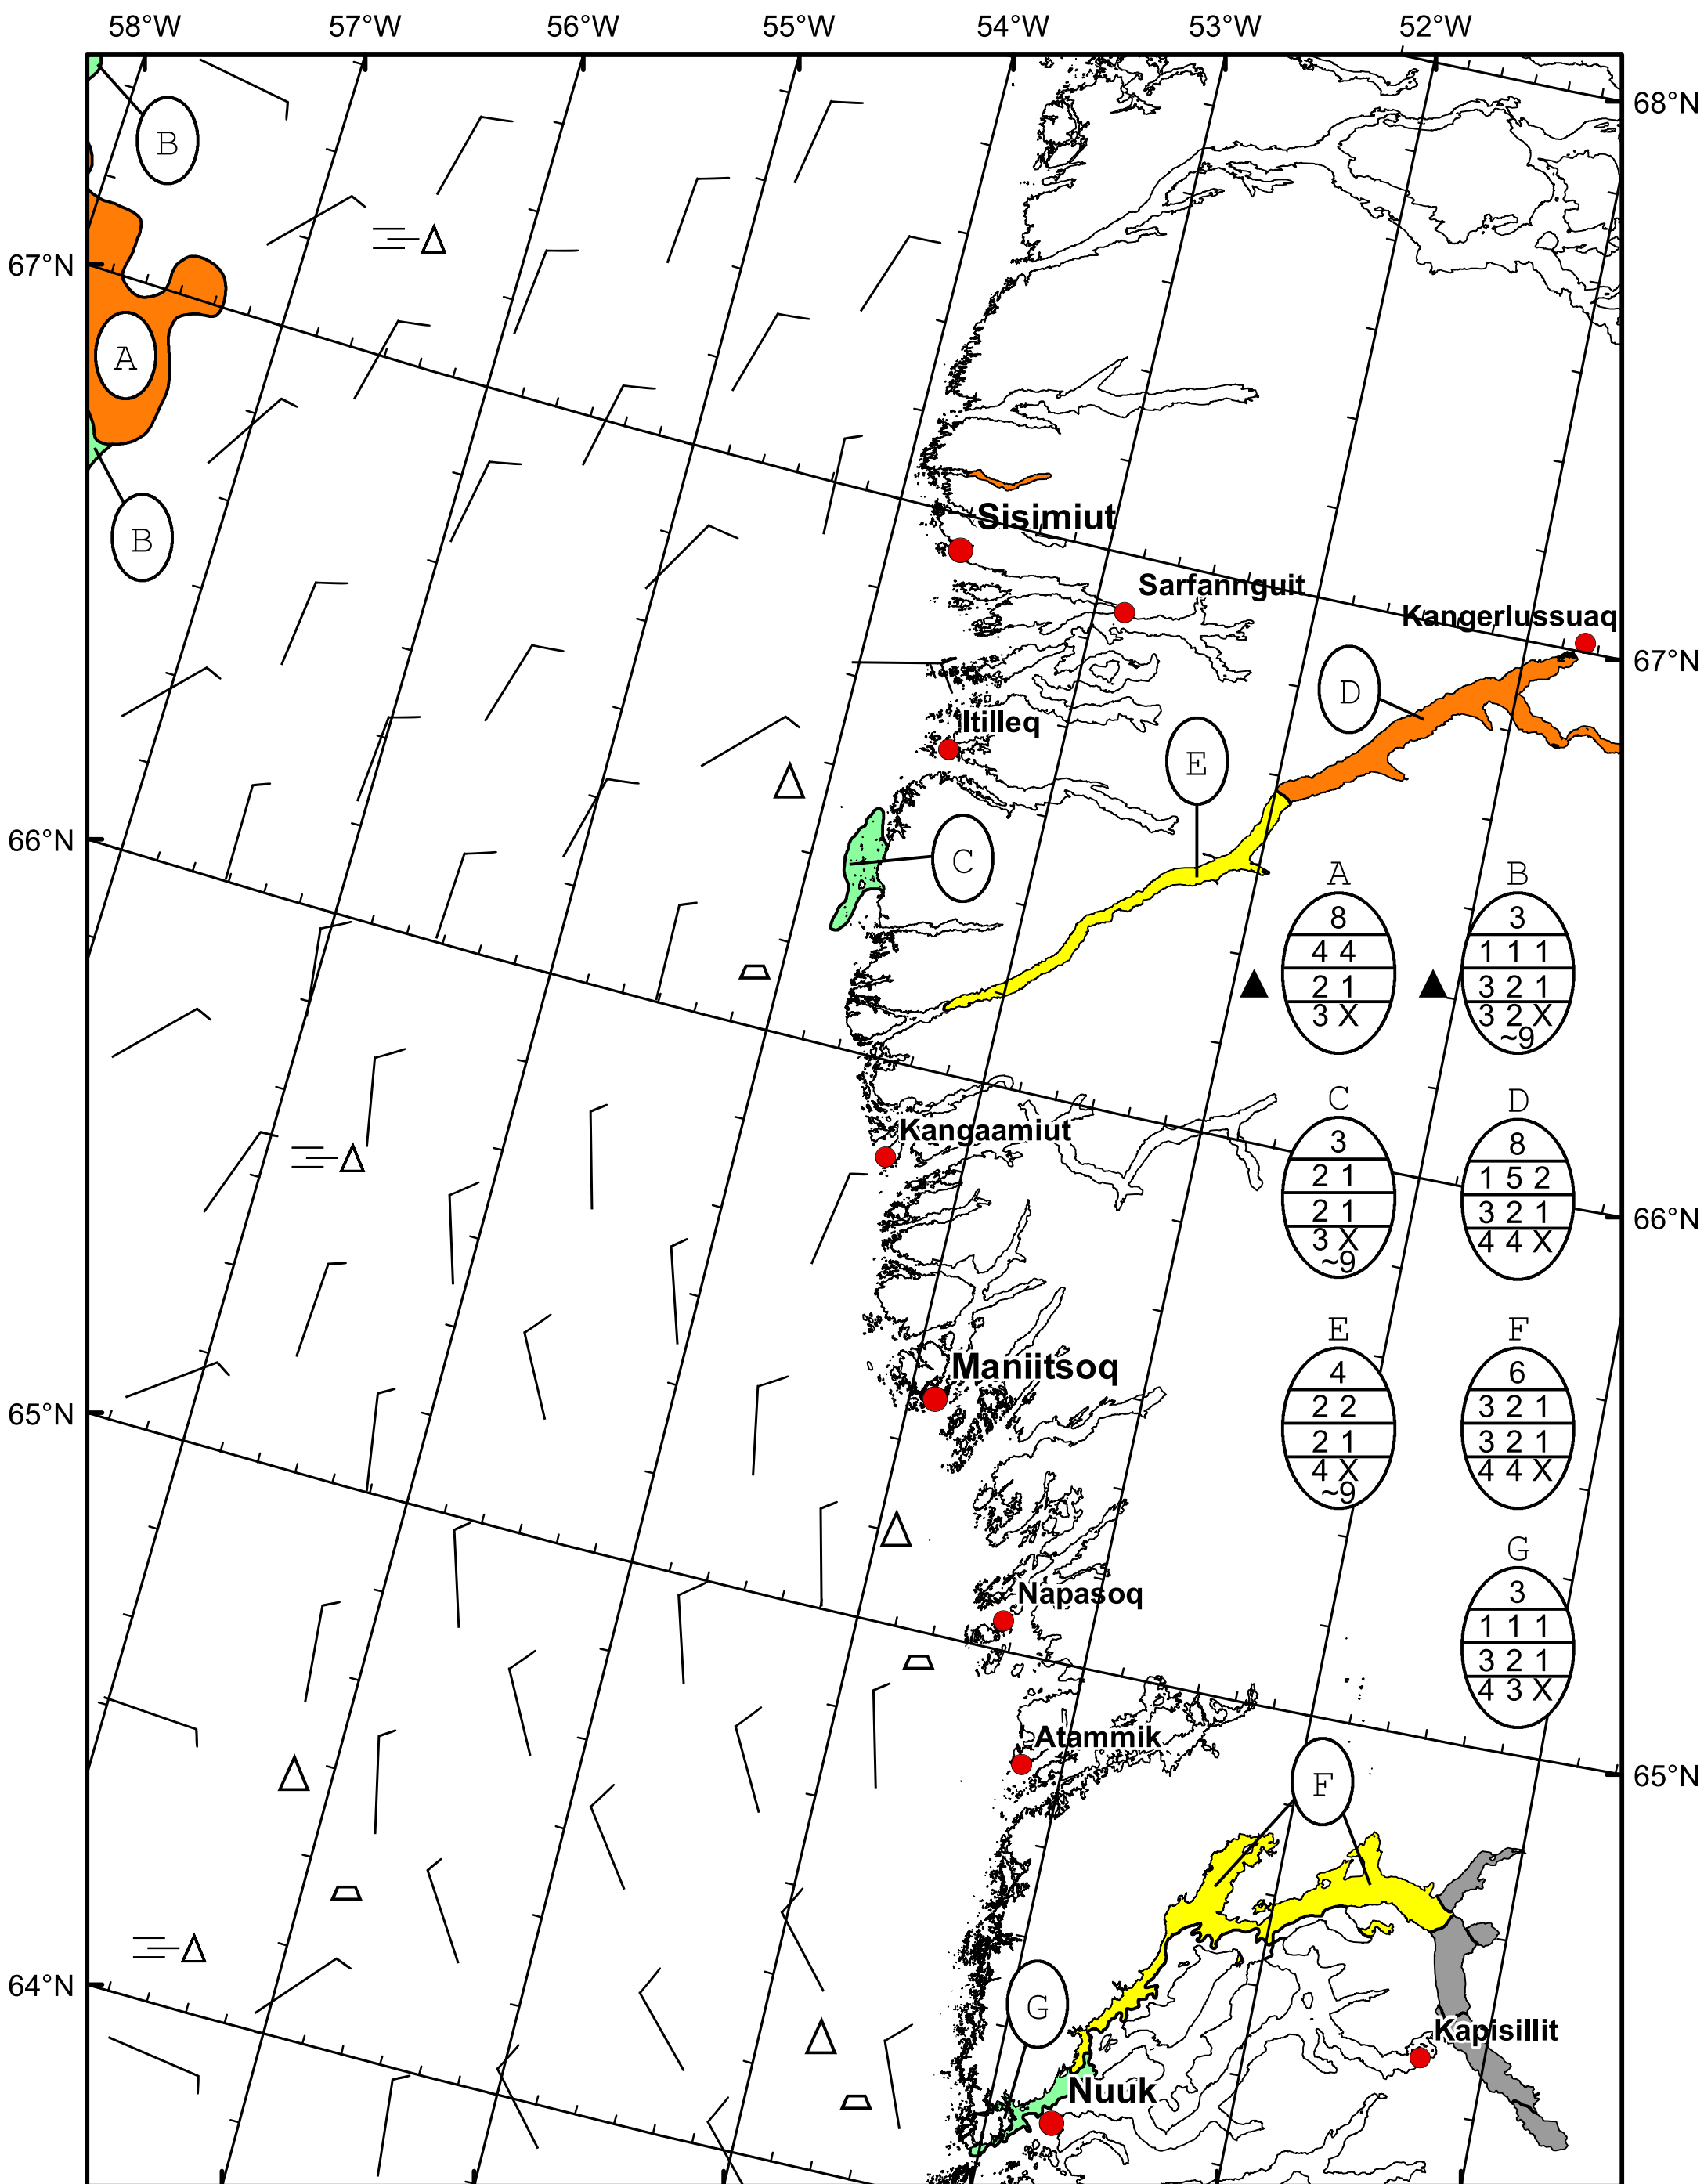 58°W 57°W 56°W 55°W 54°W 53°W 52°W
68°N
B
67°N
A
B
Sisimiut
Sarfannguit
Kangerlussuaq
67°N
D
Itilleq
E
66°N
C
A B
8 3
4 4 1 1 1
2 1 3 2 1
3 X 3 2 X
~9
C D
3 8
2 1 1 5 2
2 1 3 2 1
3 X 4 4 X
~9
Kangaamiut
66°N
E F
4 6
2 2 3 2 1
2 1 3 2 1
4 X 4 4 X
~9
Maniitsoq
65°N
G
3
1 1 1
3 2 1
4 3 X
Napasoq
Atammik
65°N
F
64°N
G
Kapisillit
Nuuk